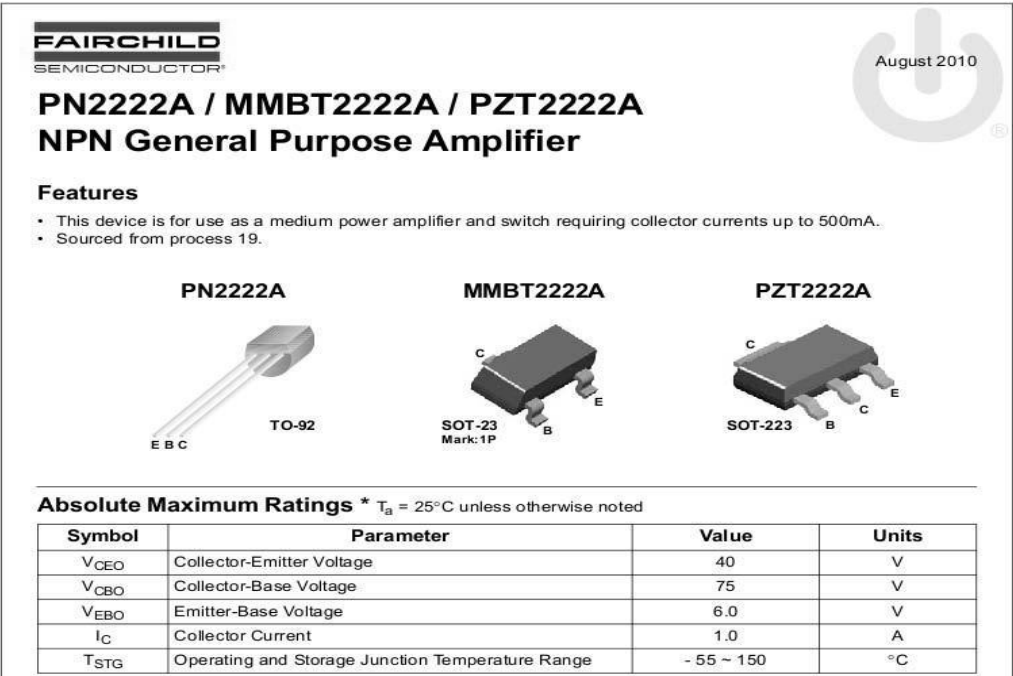 FAIRCHILD
SEMICONDUCTOR®
August 2010
®
PN2222A / MMBT2222A / PZT2222A
NPN General Purpose Amplifier
Features
• This device is for use as a medium power amplifier and switch requiring collector currents up to 500mA.
• Sourced from process 19.
PN2222A MMBT2222A PZT2222A
C C
E E
TO-92 SOT-23 B SOT-223 B C
Mark:1P
E B C
Absolute Maximum Ratings * Ta = 25°C unless otherwise noted
Symbol Parameter Value Units
VCEO Collector-Emitter Voltage 40 V
VCBO Collector-Base Voltage 75 V
VEBO Emitter-Base Voltage 6.0 V
IC Collector Current 1.0 A
TSTG Operating and Storage Junction Temperature Range - 55 ~ 150 °C